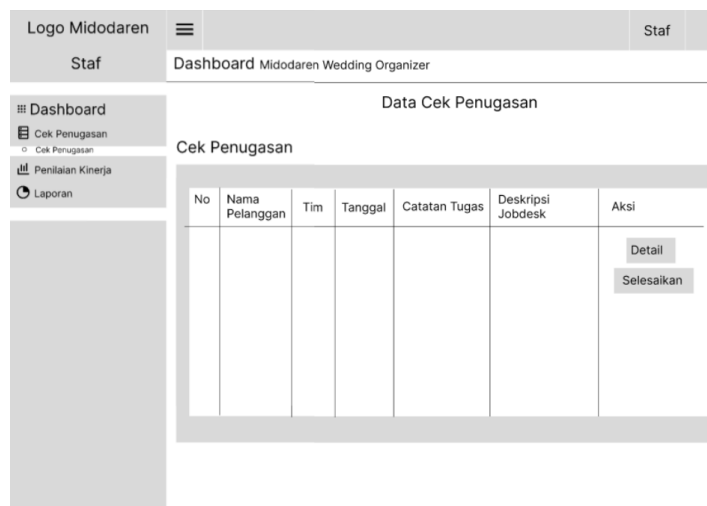 Logo Midodaren
Staf
Staf
Dashboard Midodaren Wedding Organizer
Dashboard
Cek Penugasan
Cek Penugasan
Penilaian Kinerja
Laporan
Data Cek Penugasan
Cek Penugasan
No
Nama
Pelanggan
Tim
Tanggal
Catatan Tugas
Deskripsi
Jobdesk
Aksi
Detail
Selesaikan